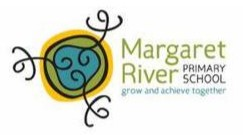 Margaret
River PRIMARY
SCHOOL
grow and achieve together